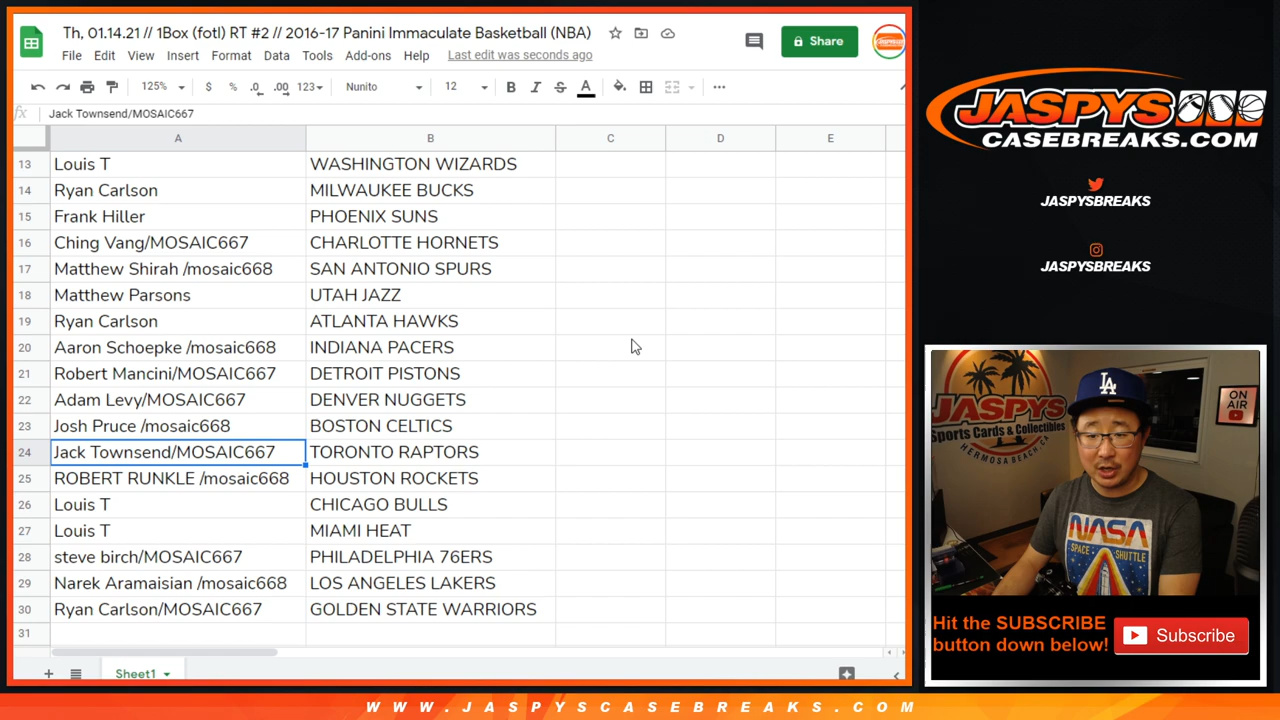 Th, 01.14.21 // 1Box (fotl) RT #2 // 2016-17 Panini Immaculate Basketball (NBA)
File Edit View Insert Format Data Tools Add-ons Help Last edit was seconds ago
Share
125% $ % .0 .00 123 Nunito 12 B I S A
fx Jack Townsend/MOSAIC667
A B C D E
13 Louis T WASHINGTON WIZARDS
14 Ryan Carlson MILWAUKEE BUCKS
15 Frank Hiller PHOENIX SUNS
16 Ching Vang/MOSAIC667 CHARLOTTE HORNETS
17 Matthew Shirah /mosaic668 SAN ANTONIO SPURS
18 Matthew Parsons UTAH JAZZ
19 Ryan Carlson ATLANTA HAWKS
20 Aaron Schoepke /mosaic668 INDIANA PACERS
21 Robert Mancini/MOSAIC667 DETROIT PISTONS
22 Adam Levy/MOSAIC667 DENVER NUGGETS
23 Josh Pruce /mosaic668 BOSTON CELTICS
24 Jack Townsend/MOSAIC667 TORONTO RAPTORS
25 ROBERT RUNKLE /mosaic668 HOUSTON ROCKETS
26 Louis T CHICAGO BULLS
27 Louis T MIAMI HEAT
28 steve birch/MOSAIC667 PHILADELPHIA 76ERS
29 Narek Aramaisian /mosaic668 LOS ANGELES LAKERS
30 Ryan Carlson/MOSAIC667 GOLDEN STATE WARRIORS
31
Sheet1
JASPYS
CASEBREAKS.COM
JASPYSBREAKS
JASPYSBREAKS
JASPYS
Sports Cards & Collectibles
HERMOSA BEACH, CA
ON AIR
LA
NASA
SPACE SHUTTLE
Hit the SUBSCRIBE
button down below!
Subscribe
WWW.JASPYSCASEBREAKS.COM